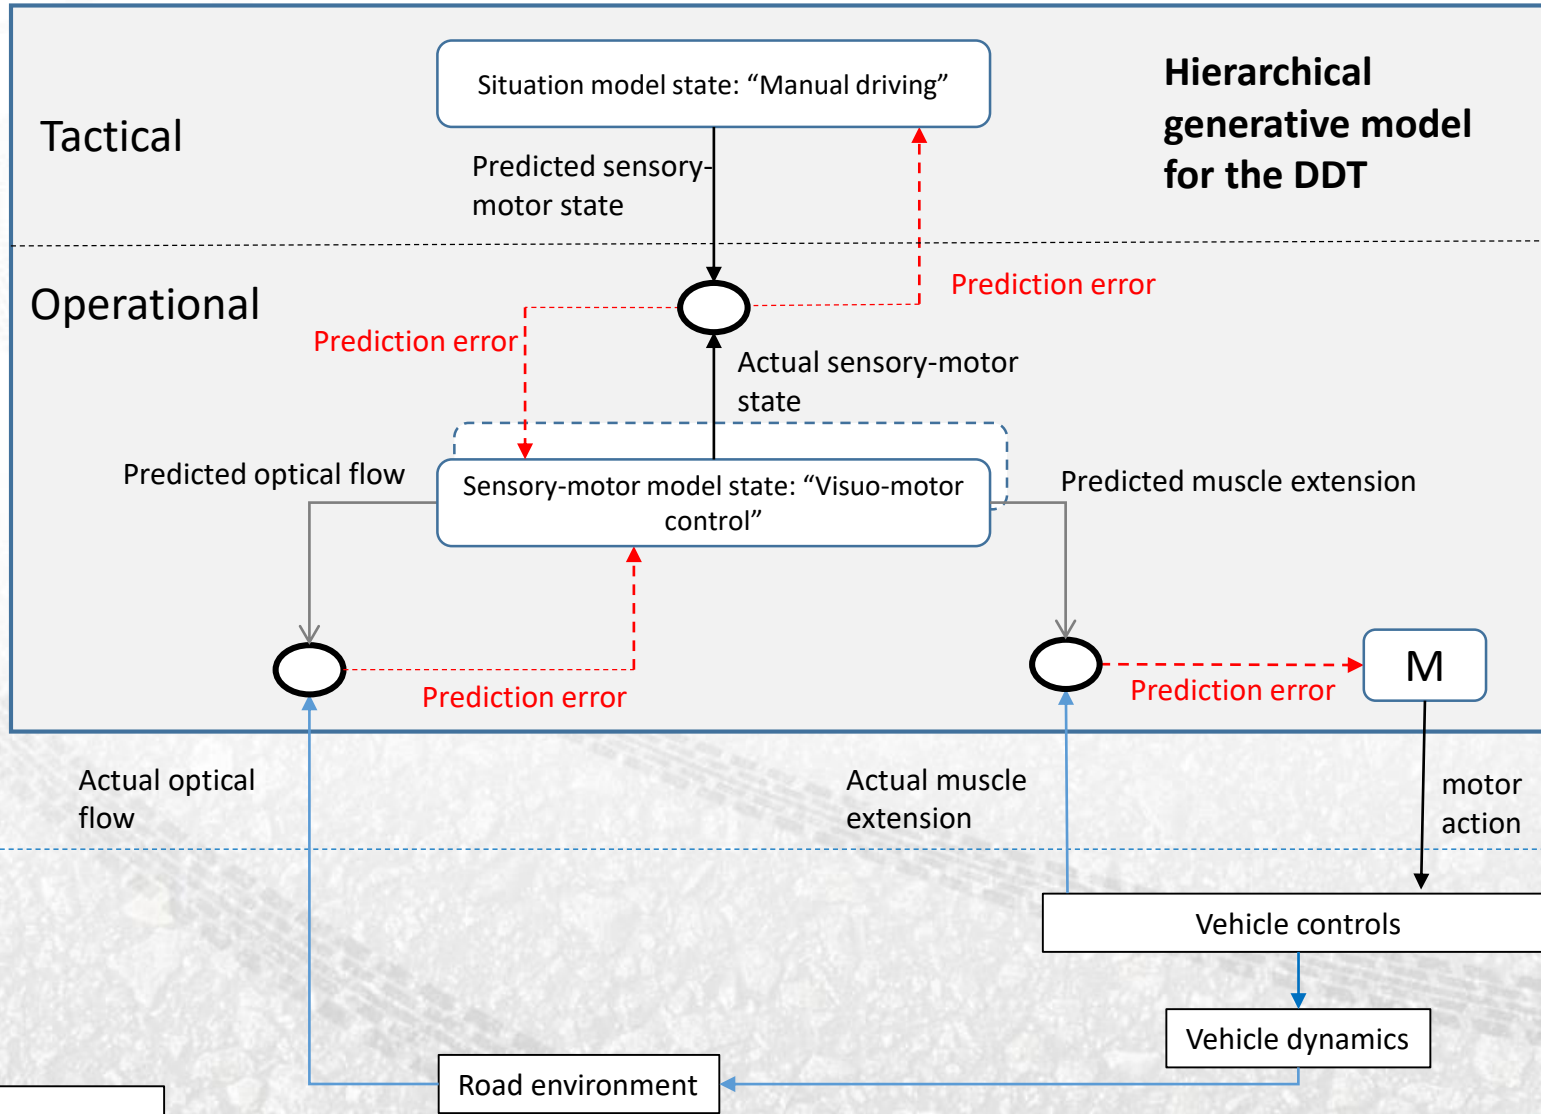 Situation model state: “Manual driving”
Hierarchical
generative model
for the DDT
Tactical
Predicted sensory-
motor state
Operational
Prediction error
Prediction error
Actual sensory-motor
state
Predicted optical flow
Sensory-motor model state: “Visuo-motor
control”
Predicted muscle extension
Prediction error
Prediction error
M
Actual optical
flow
Actual muscle
extension
motor
action
Vehicle controls
Vehicle dynamics
Road environment